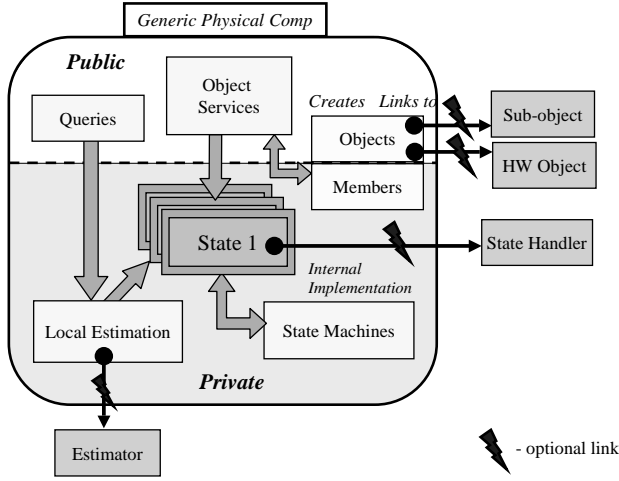 Generic Physical Comp
Public
Object
Services
Queries
Creates Links to
Objects
Members
Sub-object
HW Object
State 1
State Handler
Internal
Implementation
Local Estimation
State Machines
Private
Estimator
- optional link